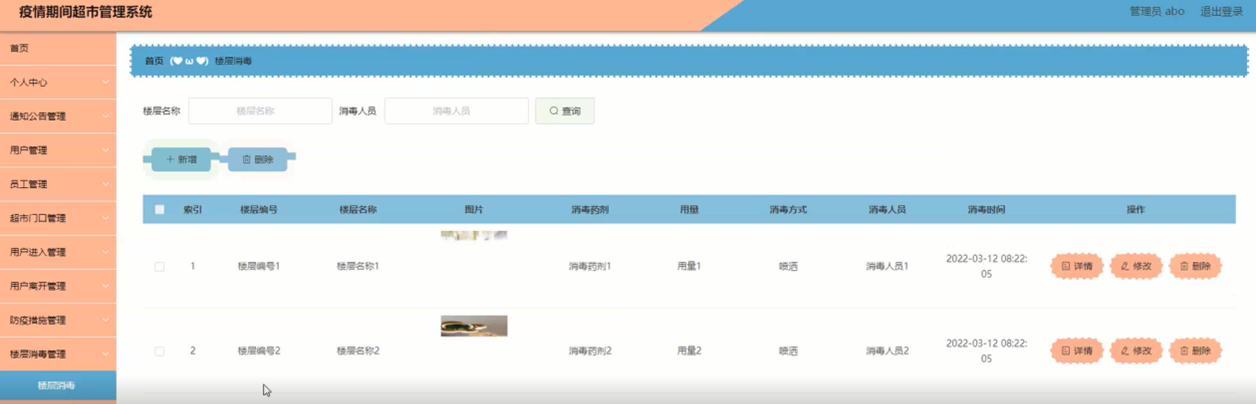 疫情期间超市管理系统
管理员 abo 退出登录
首页
个人中心
通知公告管理
用户管理
员工管理
超市门口管理
用户进入管理
用户离开管理
防疫措施管理
楼层消毒管理
楼层消毒
首页 (♥ω♥) 楼层消毒
楼层名称 楼层名称 消毒人员 消毒人员 查询
+ 新增 删除
索引 楼层编号 楼层名称 图片 消毒药剂 用量 消毒方式 消毒人员 消毒时间 操作
1 楼层编号1 楼层名称1 消毒药剂1 用量1 喷洒 消毒人员1 2022-03-12 08:22: 详情 修改 删除
05
2 楼层编号2 楼层名称2 消毒药剂2 用量2 喷洒 消毒人员2 2022-03-12 08:22: 详情 修改 删除
05